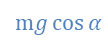 mg cos α